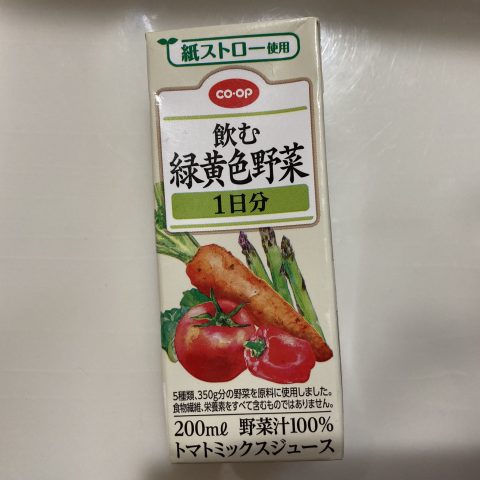 紙ストロー使用
CO·OP
飲む
緑黄色野菜
1日分
5種類、350g分の野菜を原料に使用しました。
食物繊維、栄養素をすべて含むものではありません。
200mℓ 野菜汁100%
トマトミックスジュース